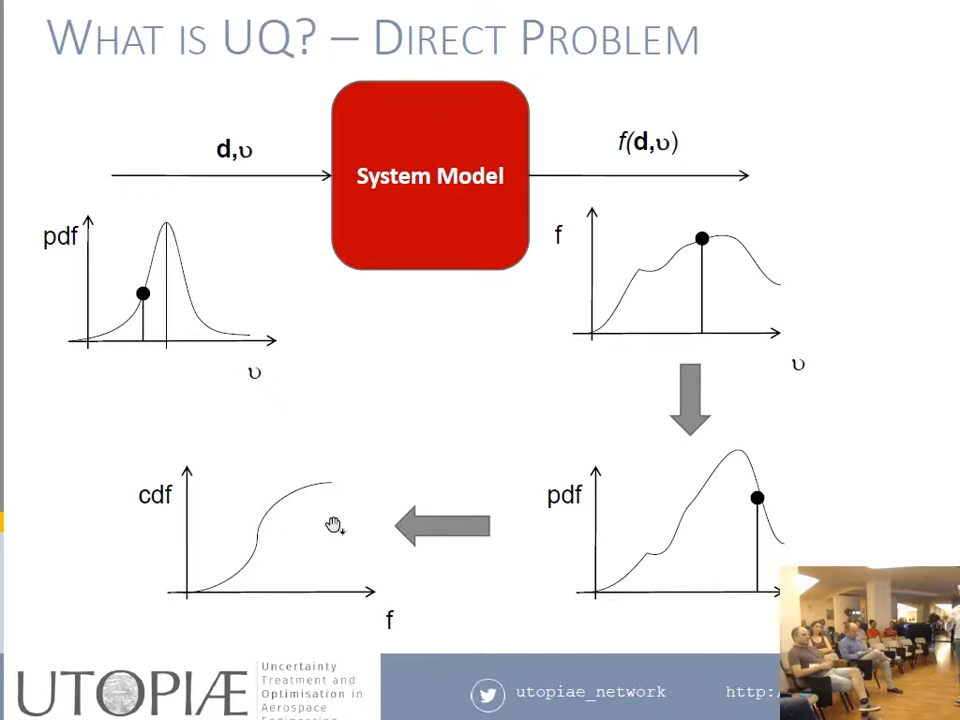 WHAT IS UQ? – DIRECT PROBLEM
d,υ
System Model
f(d,υ)
pdf
υ
f
υ
cdf
f
pdf
UTOPIÆ
Uncertainty
Treatment and
Optimisation in
Aerospace
Engineering
utopiae_network
http: